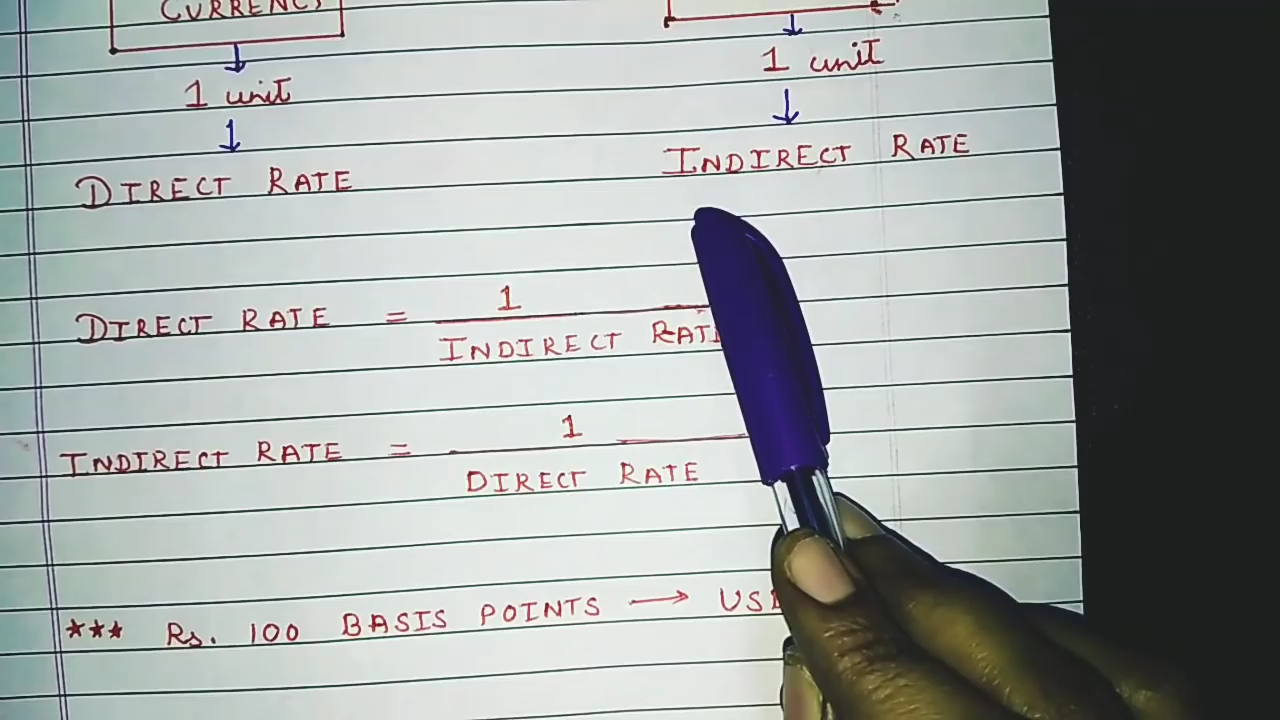 CURRENCY
1 unit
1 unit
DIRECT RATE
INDIRECT RATE
DIRECT RATE = 1
INDIRECT
INDIRECT RATE = 1
DIRECT RATE
*** Rs. 100 BASIS POINTS →